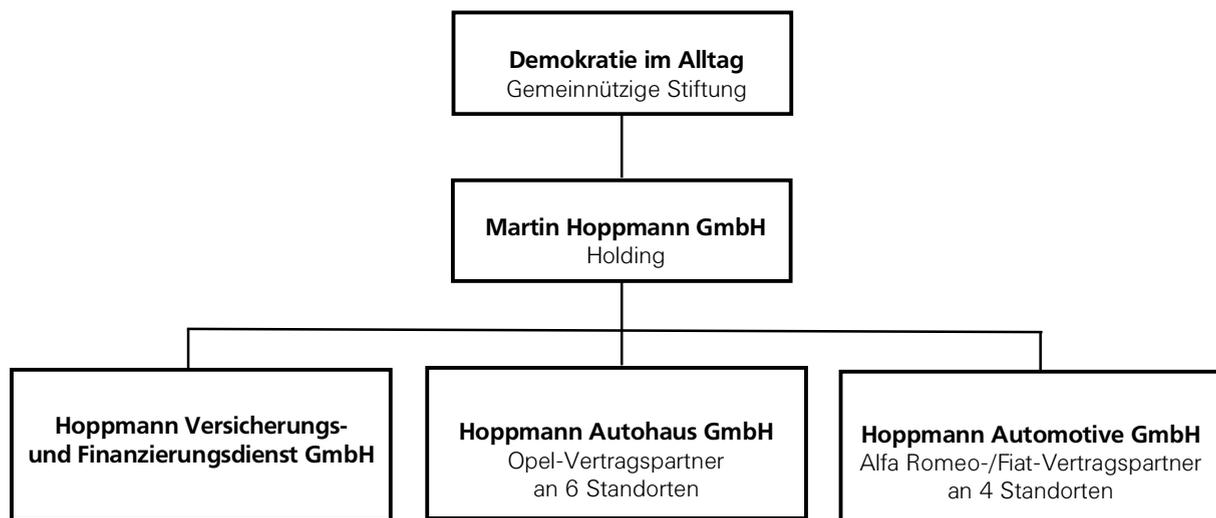 Demokratie im Alltag
Gemeinnützige Stiftung
Martin Hoppmann GmbH
Holding
Hoppmann Versicherungs-
und Finanzierungsdienst GmbH
Hoppmann Autohaus GmbH
Opel-Vertragspartner
an 6 Standorten
Hoppmann Automotive GmbH
Alfa Romeo-/Fiat-Vertragspartner
an 4 Standorten